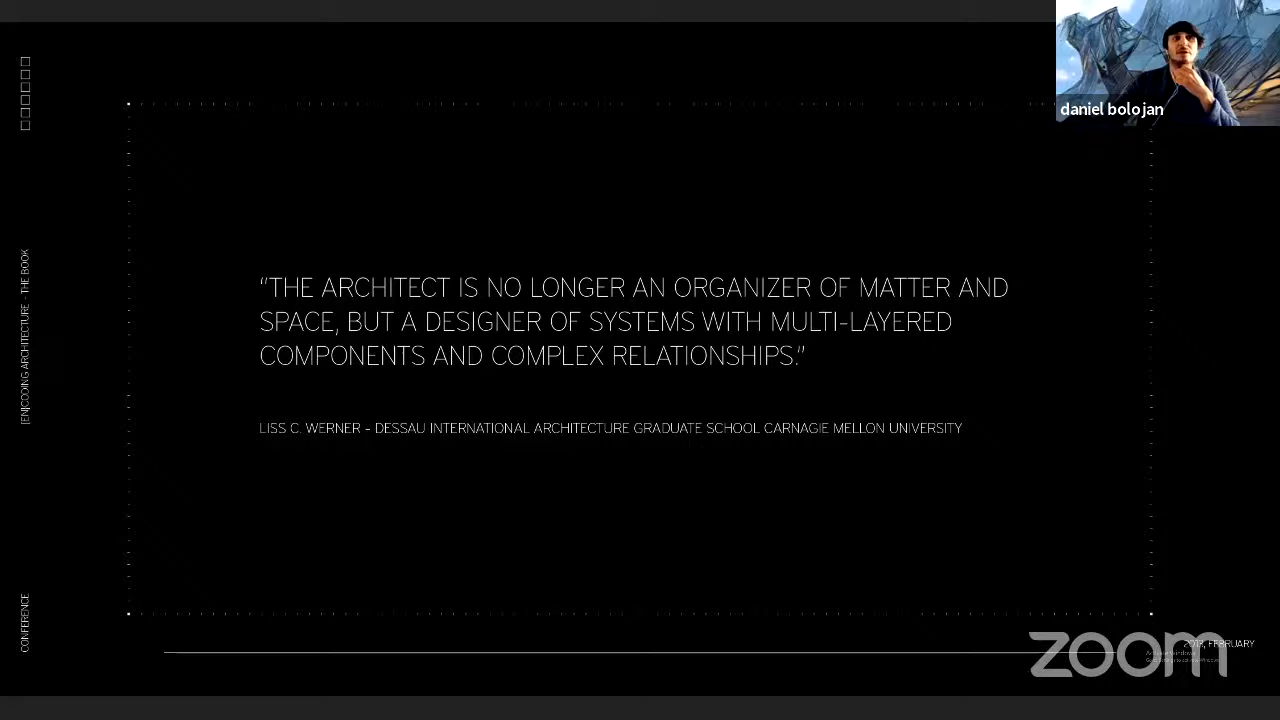 daniel bolojan
[EN]CODING ARCHITECTURE - THE BOOK
"THE ARCHITECT IS NO LONGER AN ORGANIZER OF MATTER AND
SPACE, BUT A DESIGNER OF SYSTEMS WITH MULTI-LAYERED
COMPONENTS AND COMPLEX RELATIONSHIPS."
LISS C. WERNER - DESSAU INTERNATIONAL ARCHITECTURE GRADUATE SCHOOL CARNAGIE MELLON UNIVERSITY
CONFERENCE
2013, FEBRUARY
zoom